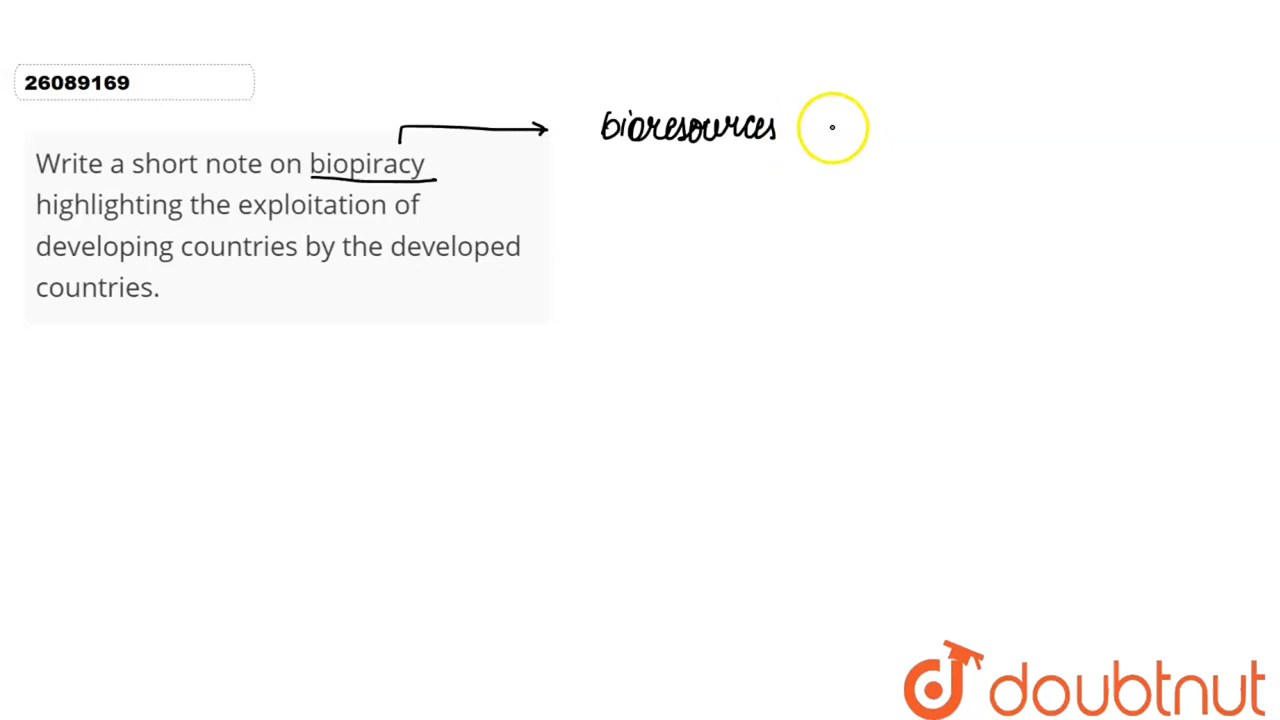 26089169
bioresources
Write a short note on biopiracy
highlighting the exploitation of
developing countries by the developed
countries.
doubtnut